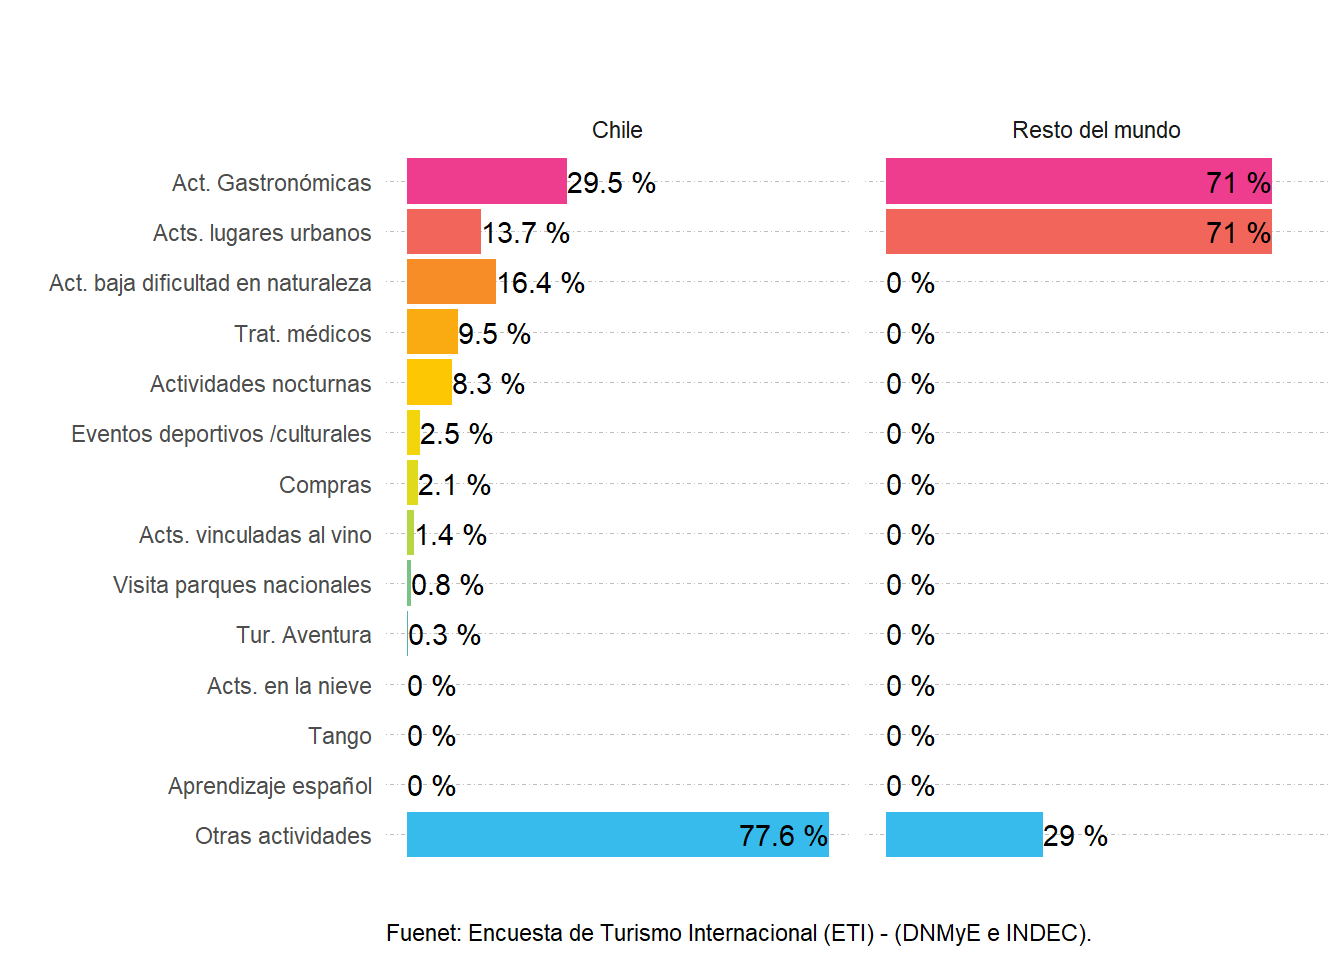 Chile Resto del mundo
Act. Gastronómicas 29.5 % 71 %
Acts. lugares urbanos 13.7 % 71 %
Act. baja dificultad en naturaleza 16.4 % 0 %
Trat. médicos 9.5 % 0 %
Actividades nocturnas 8.3 % 0 %
Eventos deportivos /culturales 2.5 % 0 %
Compras 2.1 % 0 %
Acts. vinculadas al vino 1.4 % 0 %
Visita parques nacionales 0.8 % 0 %
Tur. Aventura 0.3 % 0 %
Acts. en la nieve 0 % 0 %
Tango 0 % 0 %
Aprendizaje español 0 % 0 %
Otras actividades 77.6 % 29 %
Fuenet: Encuesta de Turismo Internacional (ETI) - (DNMyE e INDEC).